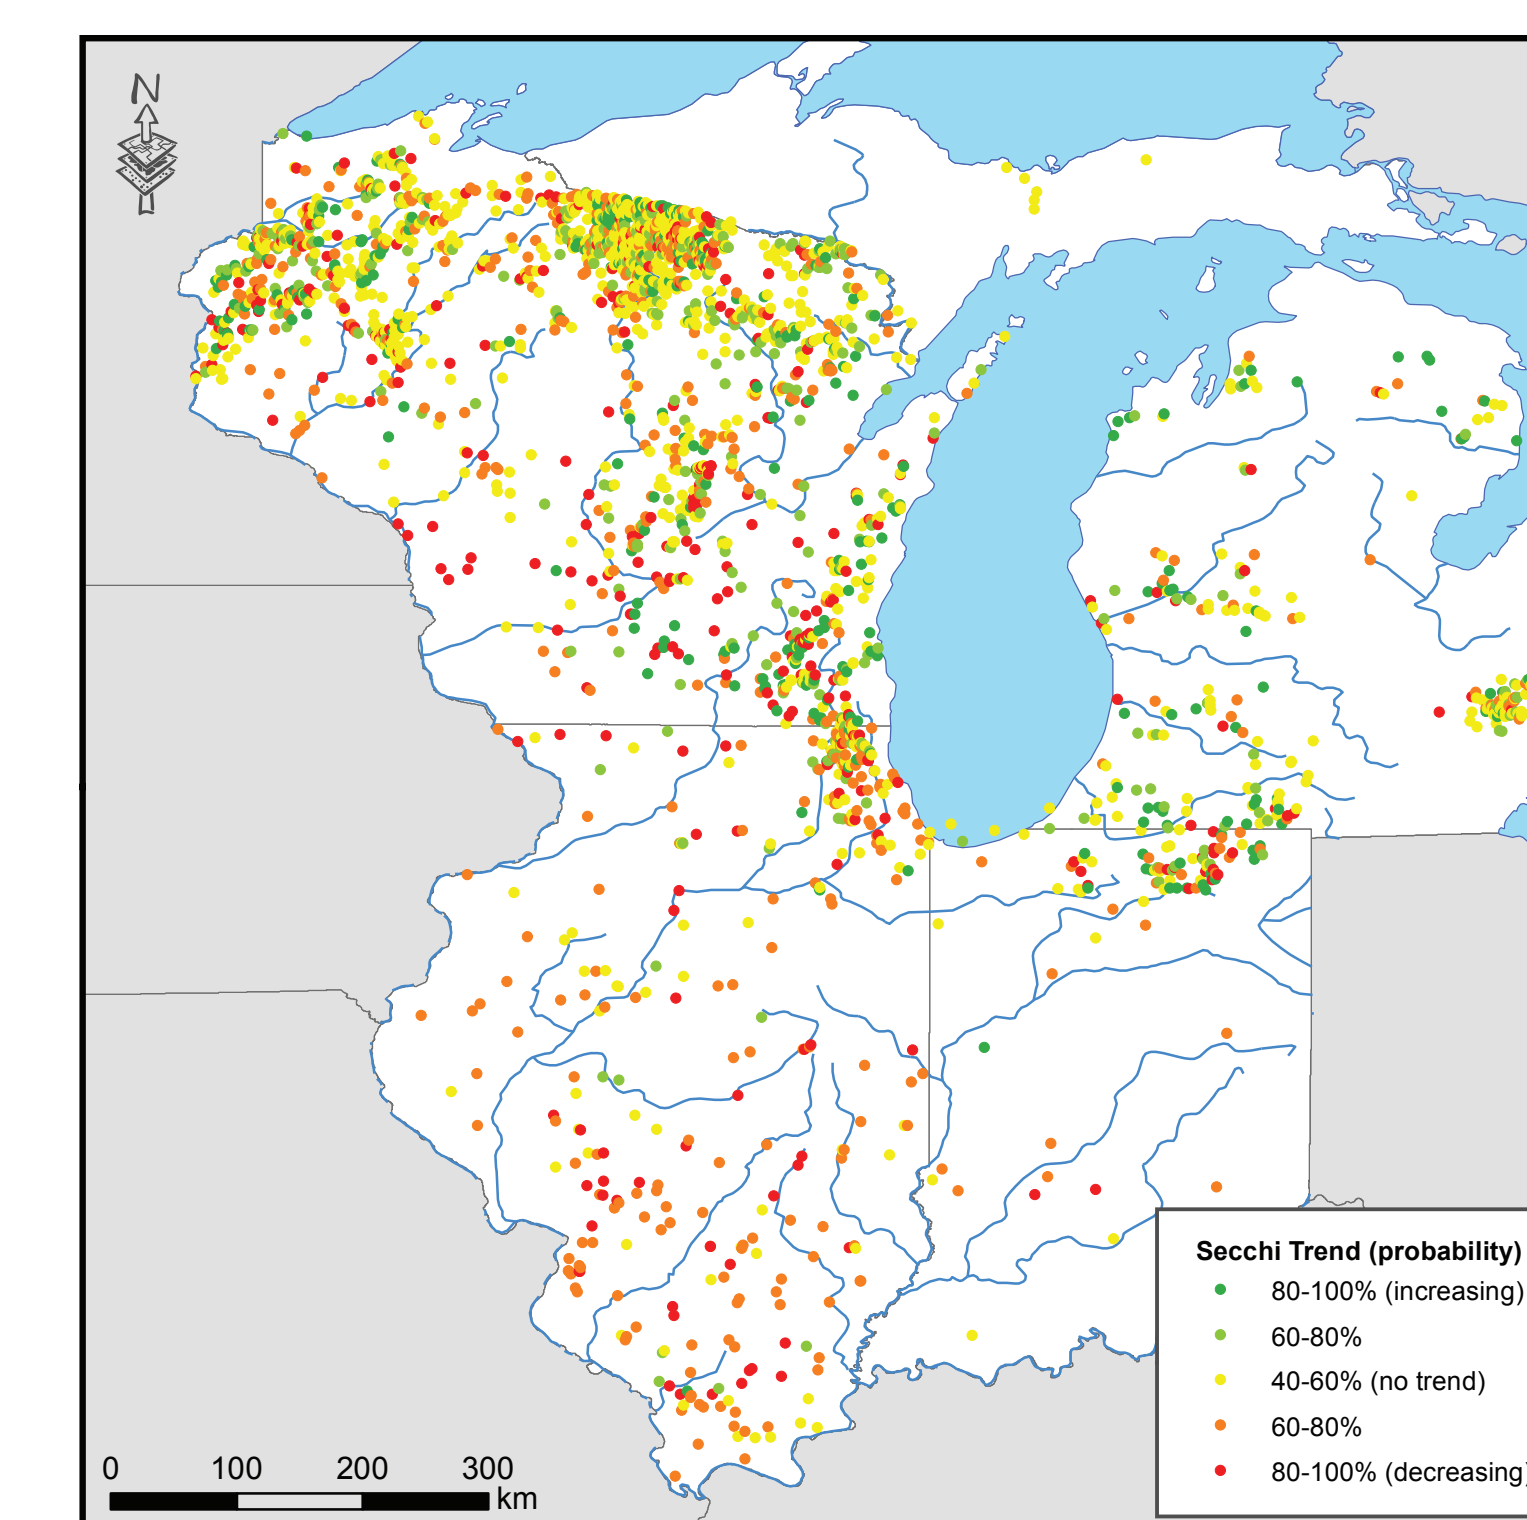 N
Secchi Trend (probability)
80-100% (increasing)
60-80%
40-60% (no trend)
60-80%
80-100% (decreasing)
0 100 200 300
km